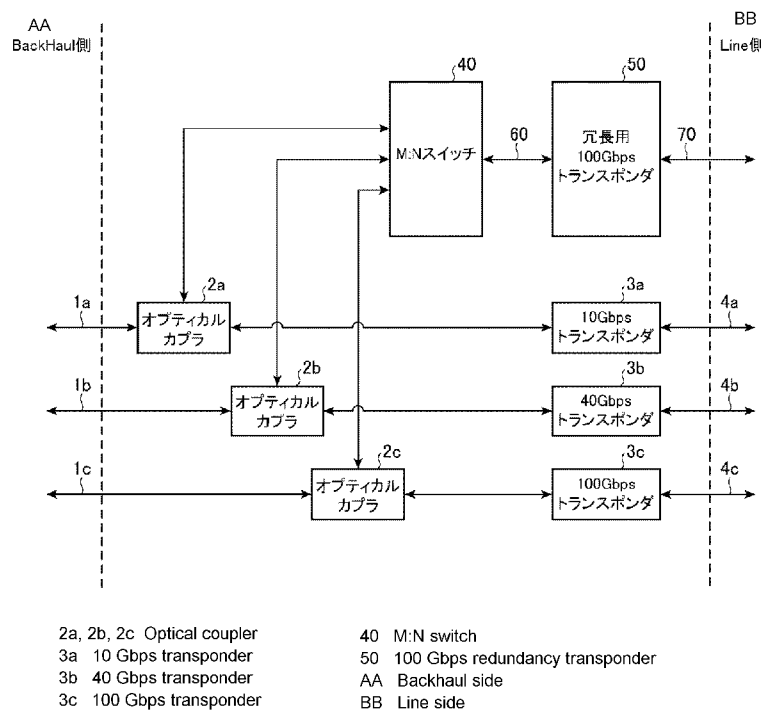 AA
BackHaul側
BB
Line側
40
50
M:Nスイッチ
60
冗長用
100Gbps
トランスポンダ
70
1a
2a
オプティカル
カプラ
3a
10Gbps
トランスポンダ
4a
1b
2b
オプティカル
カプラ
3b
40Gbps
トランスポンダ
4b
1c
2c
オプティカル
カプラ
3c
100Gbps
トランスポンダ
4c
2a, 2b, 2c Optical coupler
3a 10 Gbps transponder
3b 40 Gbps transponder
3c 100 Gbps transponder
40 M:N switch
50 100 Gbps redundancy transponder
AA Backhaul side
BB Line side